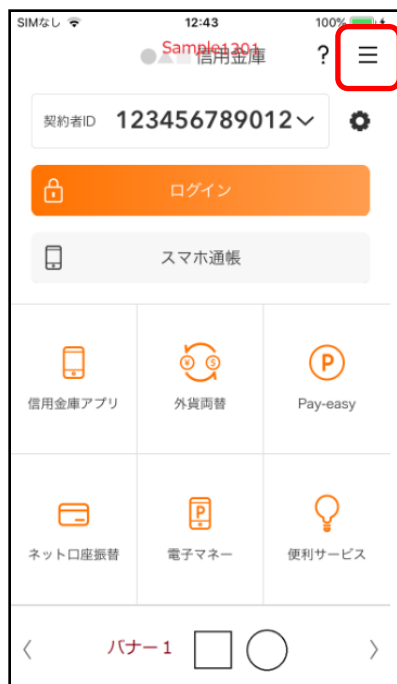 SIMなし 12:43 100%
Sample1201
信用金庫 ?
契約者ID 123456789012
ログイン
スマホ通帳
信用金庫アプリ 外貨両替 Pay-easy
ネット口座振替 電子マネー 便利サービス
バナー1